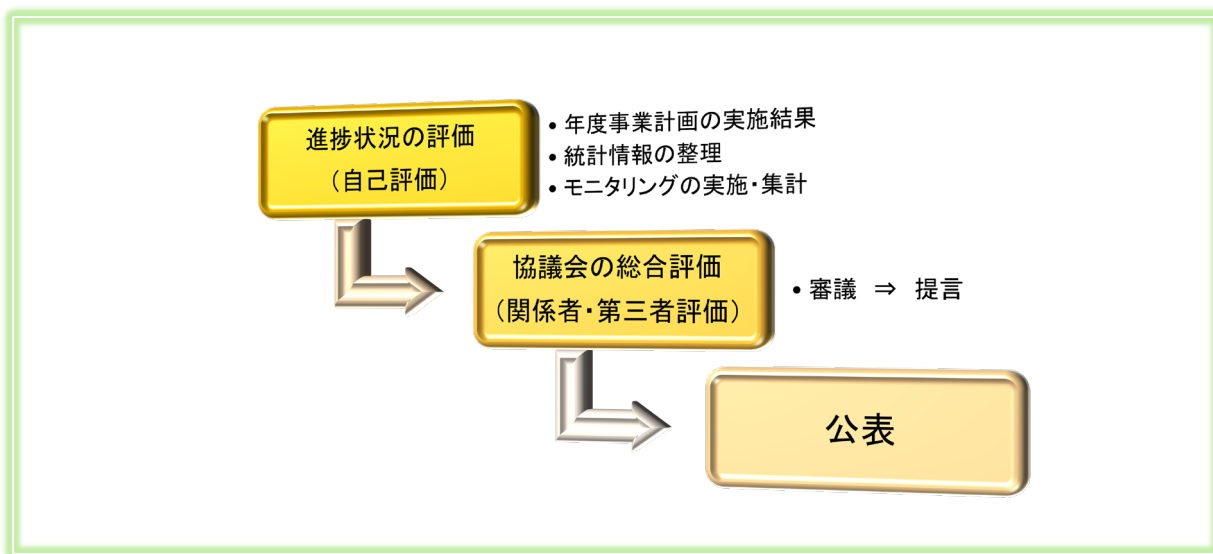 進捗状況の評価
（自己評価）
• 年度事業計画の実施結果
• 統計情報の整理
• モニタリングの実施・集計
協議会の総合評価
（関係者・第三者評価）
• 審議 ⇒ 提言
公表